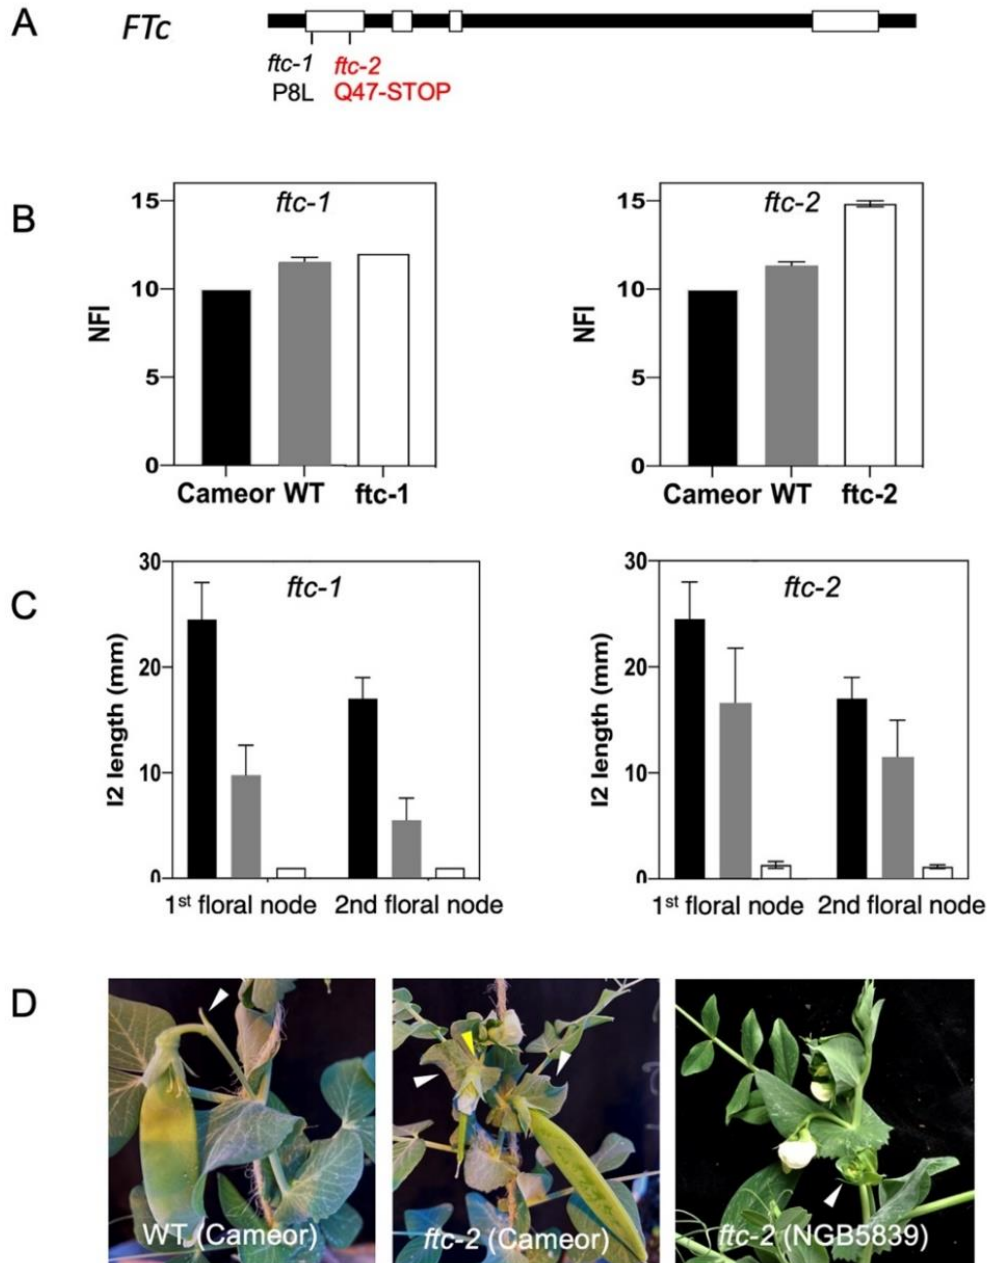 A
FTc
ftc-1 ftc-2
P8L Q47-STOP
B
ftc-1
15
10
5
0
NFI
Cameor WT ftc-1
ftc-2
15
10
5
0
NFI
Cameor WT ftc-2
C
ftc-1
30
20
10
0
I2 length (mm)
1st floral node 2nd floral node
ftc-2
30
20
10
0
I2 length (mm)
1st floral node 2nd floral node
D
WT (Cameor)
ftc-2 (Cameor)
ftc-2 (NGB5839)